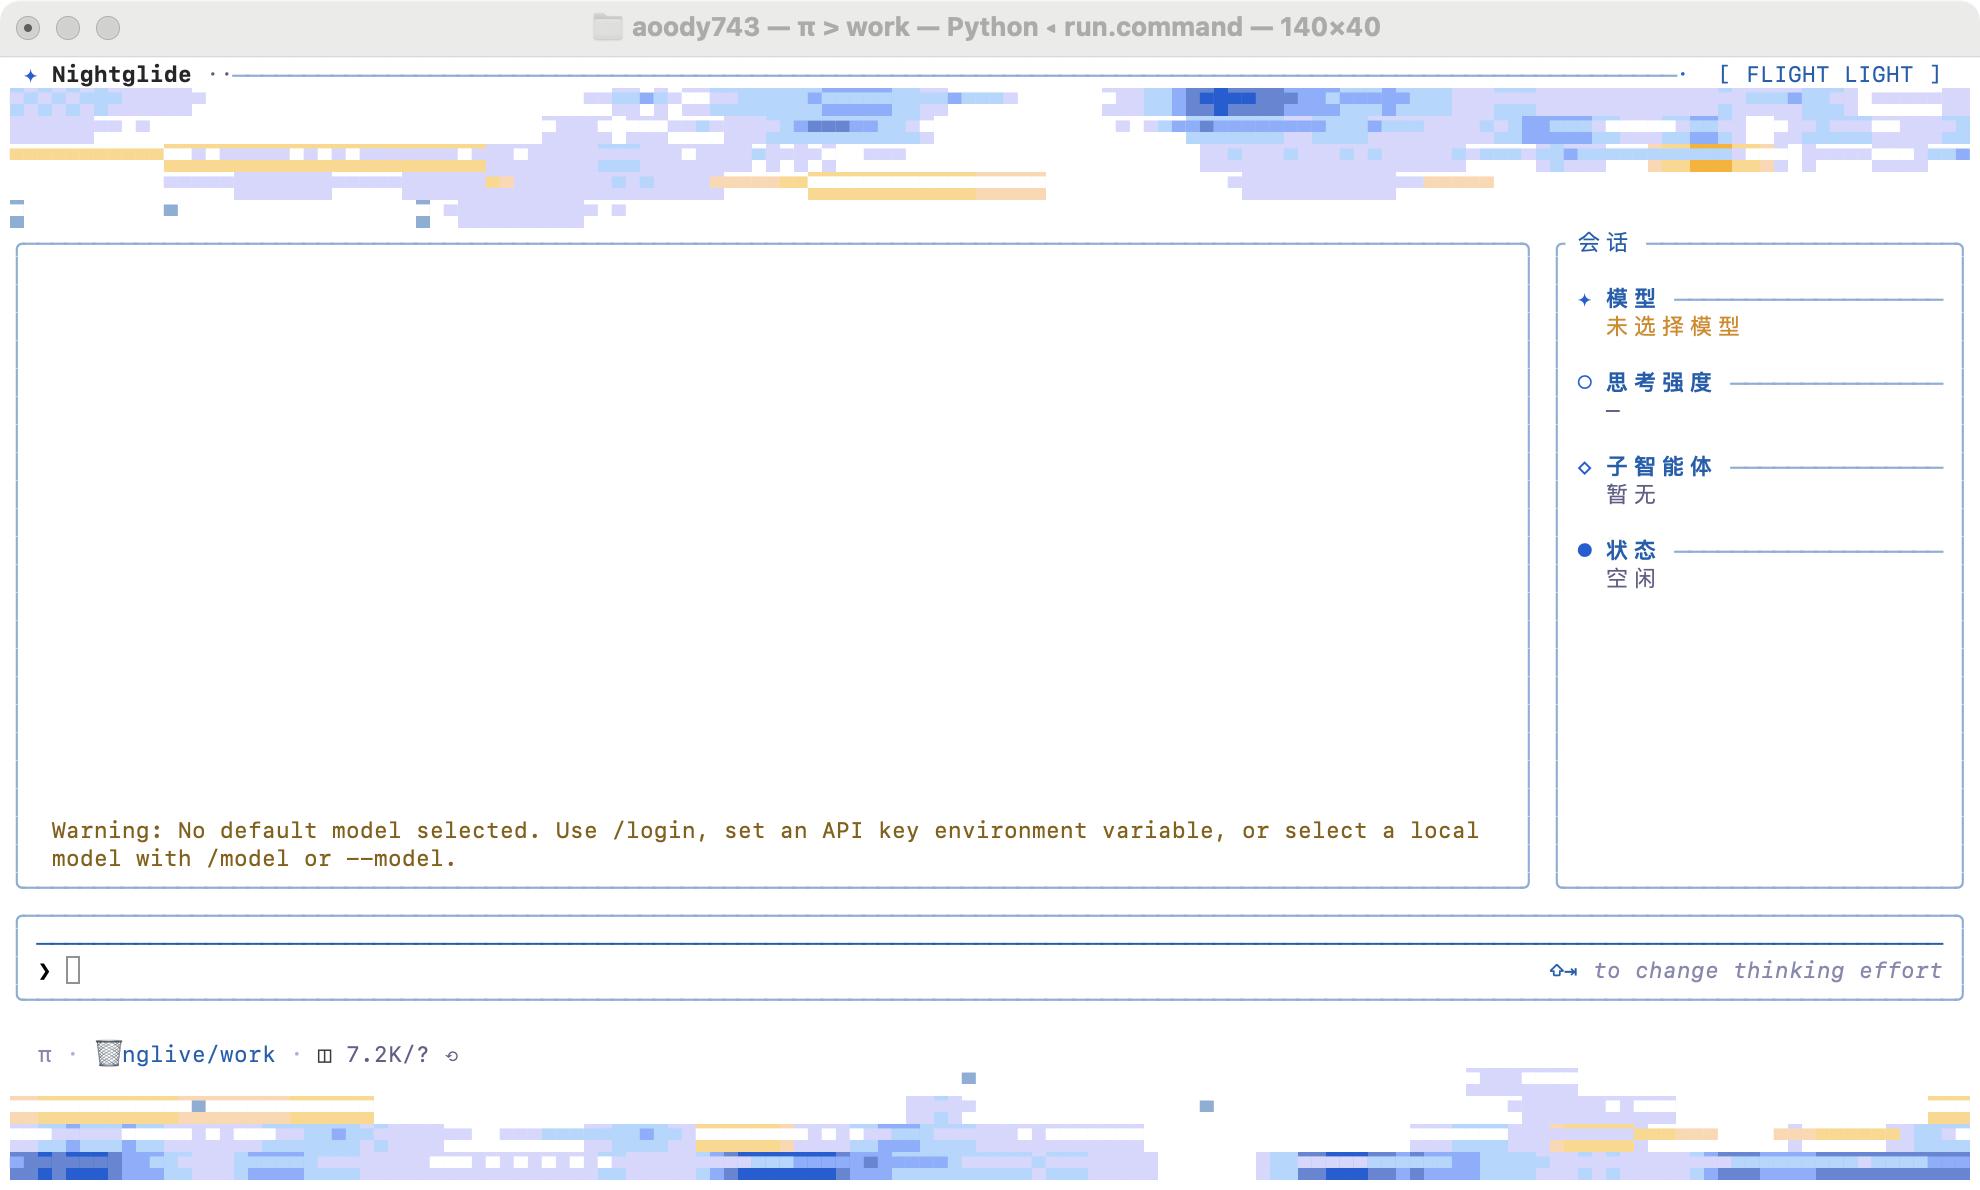 aoody743 — π > work — Python ◂ run.command — 140×40
✦ Nightglide ·· · [ FLIGHT LIGHT ]
会话
✦ 模型
未选择模型
○ 思考强度
—
◇ 子智能体
暂无
● 状态
空闲
Warning: No default model selected. Use /login, set an API key environment variable, or select a local
model with /model or --model.
❯ ⇧⇥ to change thinking effort
π · 🗑nglive/work · ◫ 7.2K/? ⟲